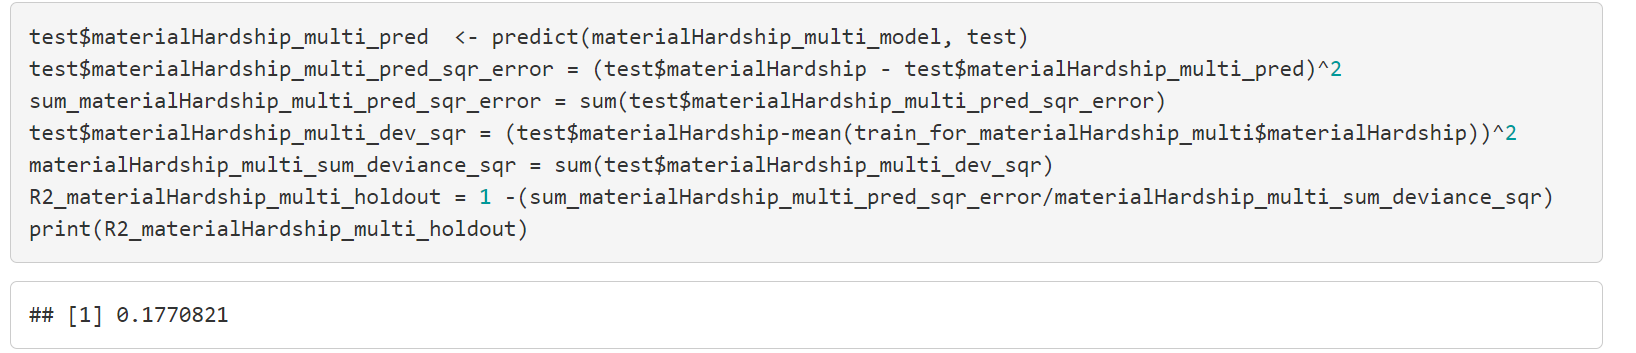 test$materialHardship_multi_pred  <- predict(materialHardship_multi_model, test)
test$materialHardship_multi_pred_sqr_error = (test$materialHardship - test$materialHardship_multi_pred)^2
sum_materialHardship_multi_pred_sqr_error = sum(test$materialHardship_multi_pred_sqr_error)
test$materialHardship_multi_dev_sqr = (test$materialHardship-mean(train_for_materialHardship_multi$materialHardship))^2
materialHardship_multi_sum_deviance_sqr = sum(test$materialHardship_multi_dev_sqr)
R2_materialHardship_multi_holdout = 1 -(sum_materialHardship_multi_pred_sqr_error/materialHardship_multi_sum_deviance_sqr)
print(R2_materialHardship_multi_holdout)
## [1] 0.1770821